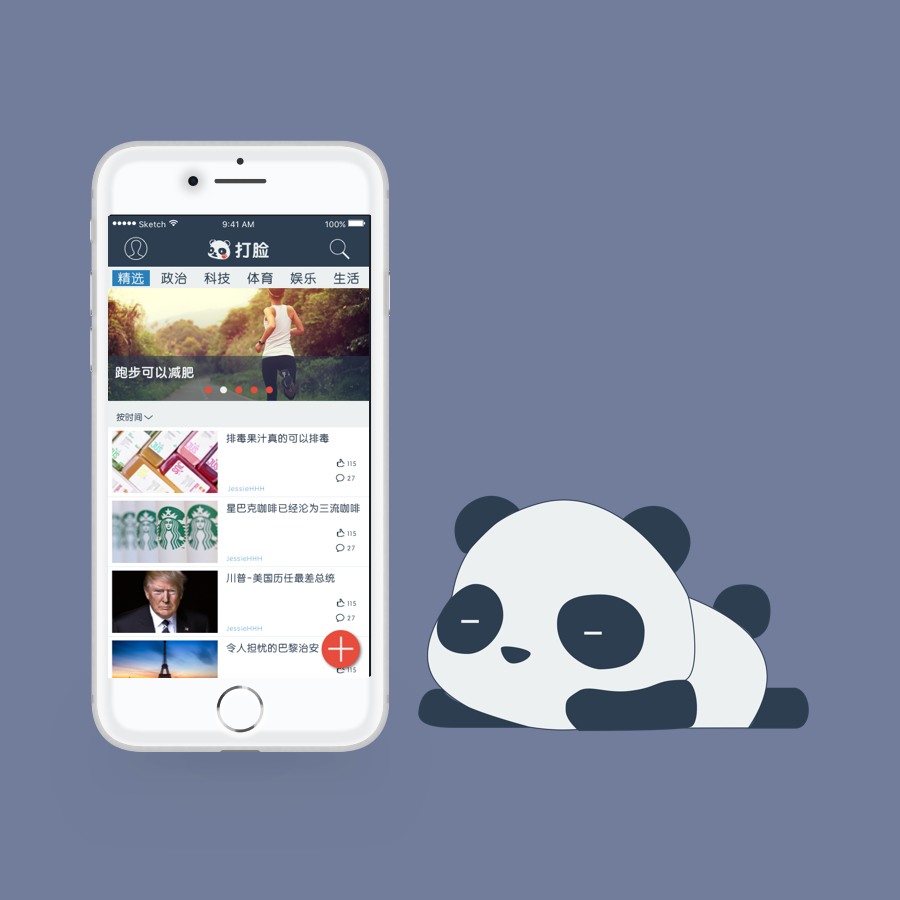 Sketch 9:41 AM 100%
打脸
精选 政治 科技 体育 娱乐 生活
跑步可以减肥
按时间
排毒果汁真的可以排毒
115
27
JessieHHH
星巴克咖啡已经沦为三流咖啡
115
27
JessieHHH
川普-美国历任最差总统
115
27
JessieHHH
令人担忧的巴黎治安
115